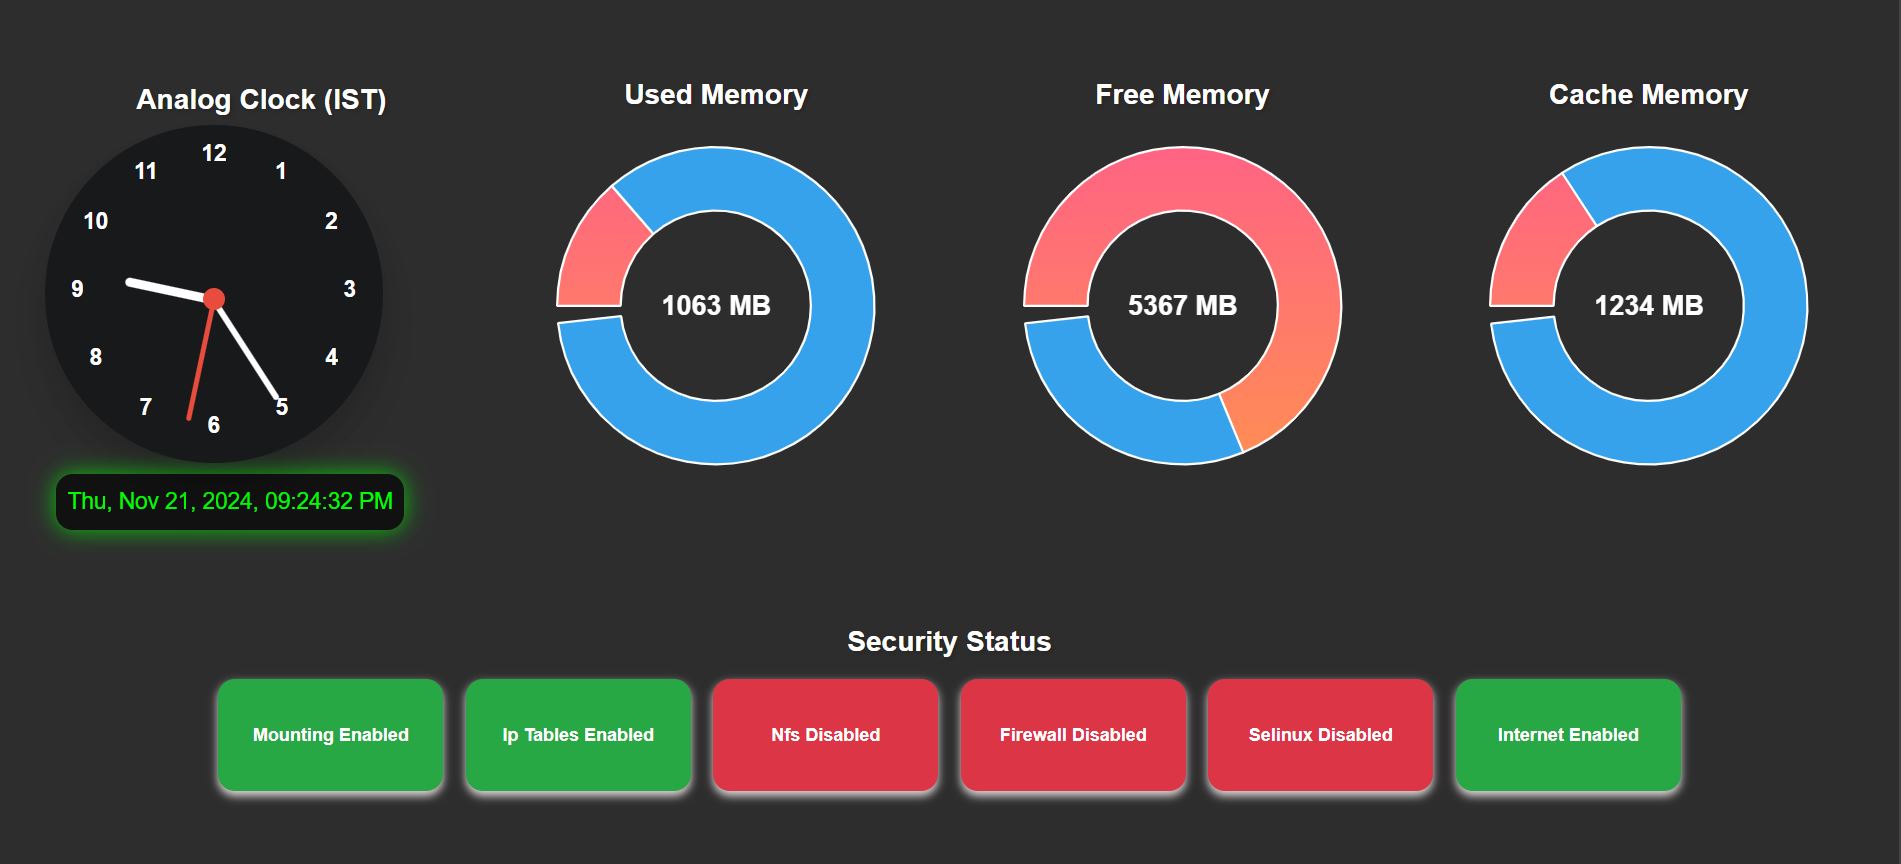 Analog Clock (IST)
12
1
2
3
4
5
6
7
8
9
10
11
Thu, Nov 21, 2024, 09:24:32 PM
Used Memory
1063 MB
Free Memory
5367 MB
Cache Memory
1234 MB
Security Status
Mounting Enabled
Ip Tables Enabled
Nfs Disabled
Firewall Disabled
Selinux Disabled
Internet Enabled